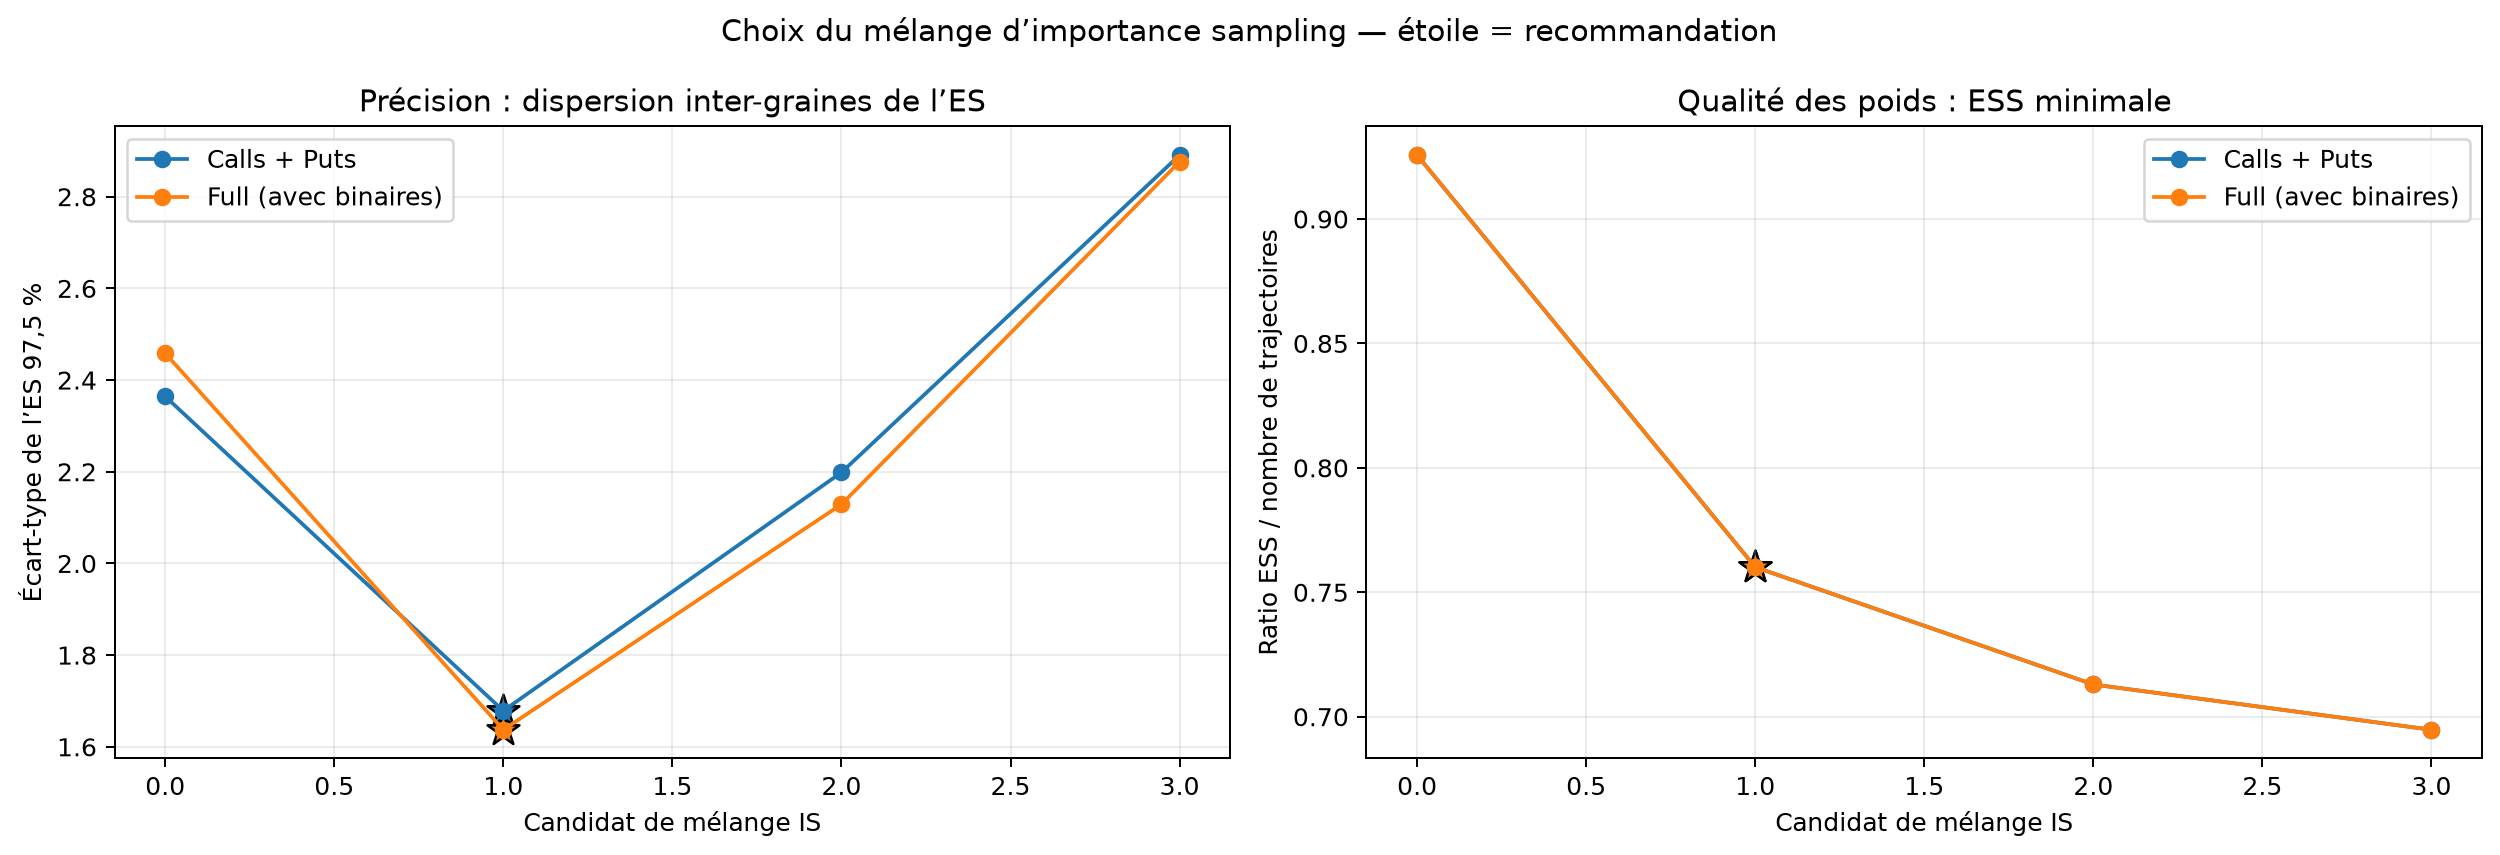 Choix du mélange d’importance sampling — étoile = recommandation
Précision : dispersion inter-graines de l’ES
Calls + Puts
Full (avec binaires)
Écart-type de l’ES 97,5 %
2.8
2.6
2.4
2.2
2.0
1.8
1.6
0.0 0.5 1.0 1.5 2.0 2.5 3.0
Candidat de mélange IS
Qualité des poids : ESS minimale
Calls + Puts
Full (avec binaires)
Ratio ESS / nombre de trajectoires
0.90
0.85
0.80
0.75
0.70
0.0 0.5 1.0 1.5 2.0 2.5 3.0
Candidat de mélange IS